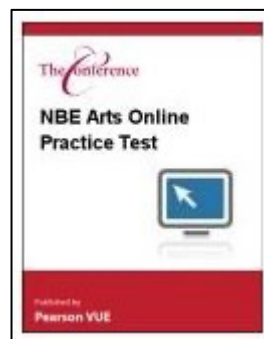 The Conference
NBE Arts Online
Practice Test
Published by
Pearson VUE